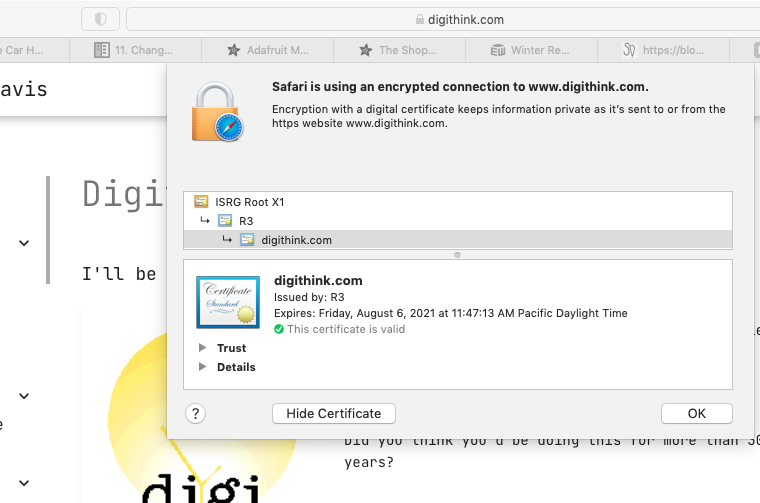 digithink.com
e Car H...
11. Chang...
Adafruit M...
The Shop...
Winter Re...
https://blo...
avis
Safari is using an encrypted connection to www.digithink.com.
Encryption with a digital certificate keeps information private as it’s sent to or from the
https website www.digithink.com.
Digi
ISRG Root X1
R3
digithink.com
I'll be
digithink.com
Issued by: R3
Expires: Friday, August 6, 2021 at 11:47:13 AM Pacific Daylight Time
This certificate is valid
Trust
Details
Certificate
Standard
?
Hide Certificate
OK
Did you think you'd be doing this for more than 30
years?
digi